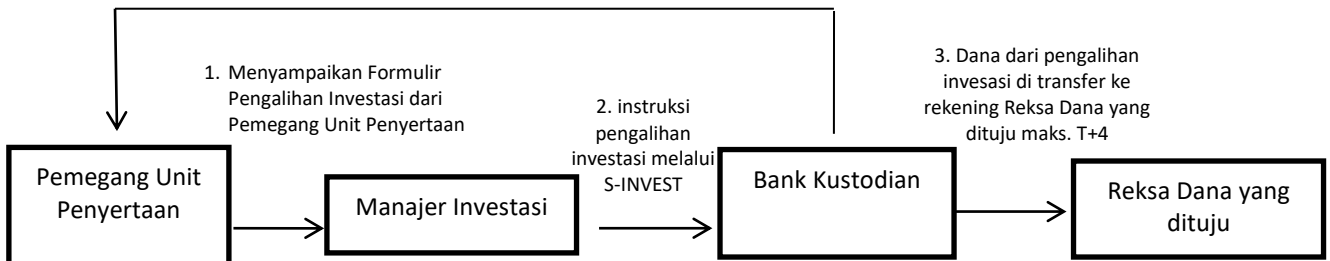 1. Menyampaikan Formulir
Pengalihan Investasi dari
Pemegang Unit Penyertaan
2. instruksi
pengalihan
investasi melalui
S-INVEST
3. Dana dari pengalihan
invesasi di transfer ke
rekening Reksa Dana yang
dituju maks. T+4
Pemegang Unit
Penyertaan
Manajer Investasi
Bank Kustodian
Reksa Dana yang
dituju